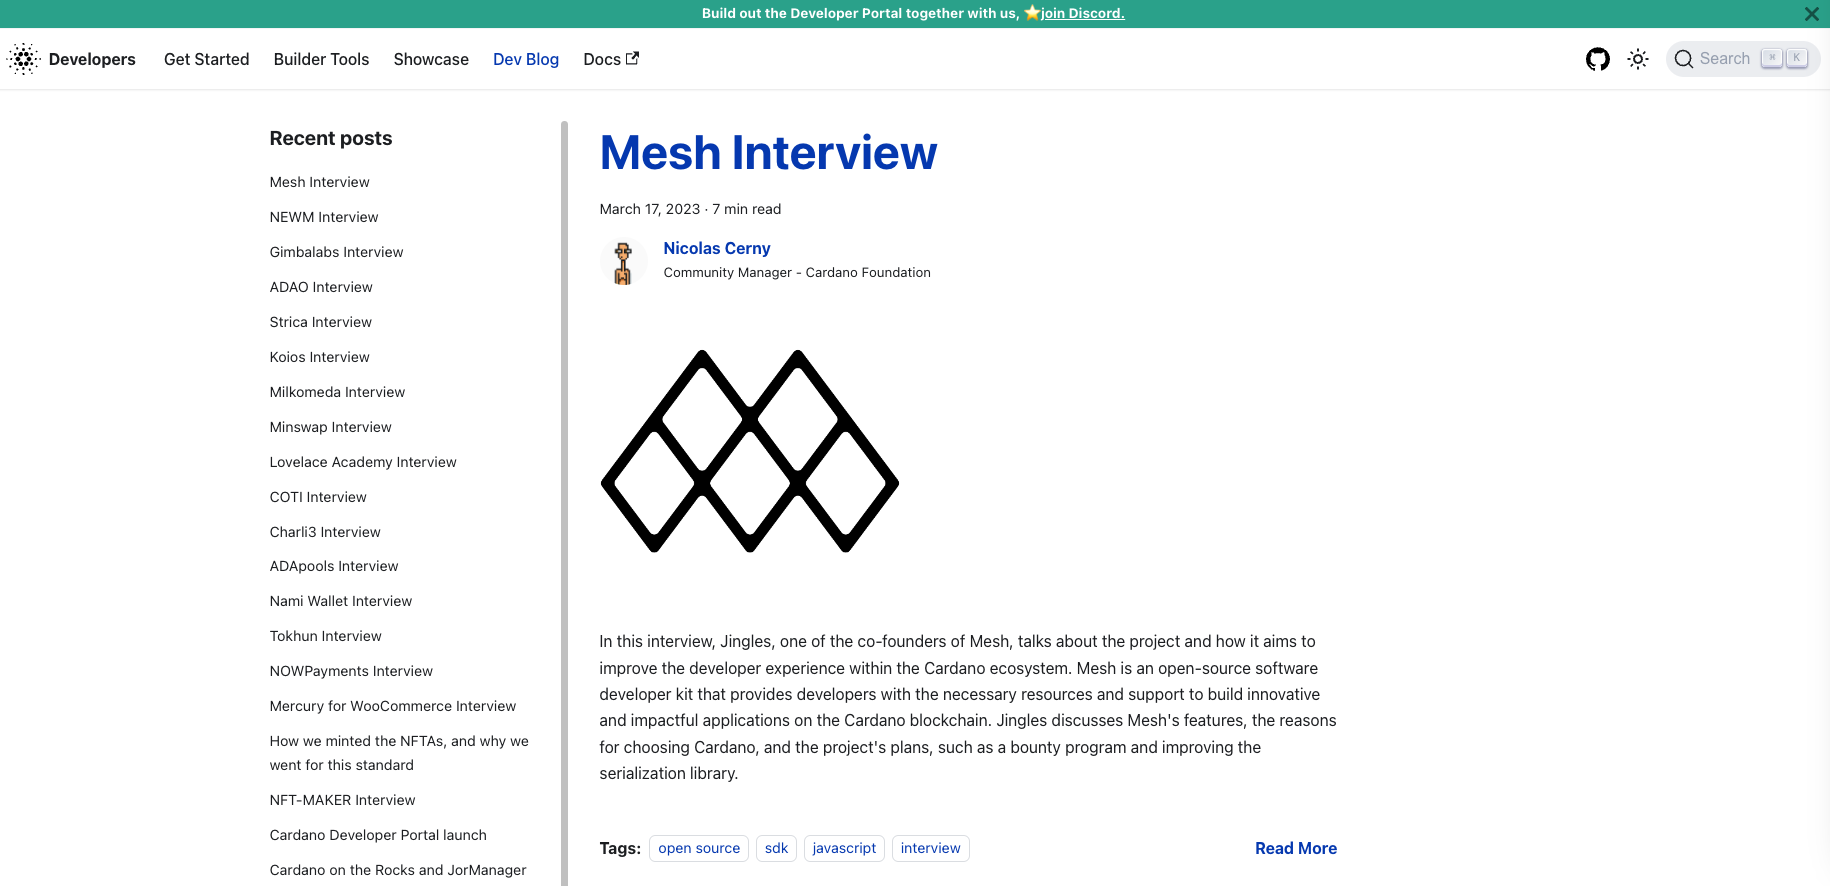 Build out the Developer Portal together with us, ⭐join Discord.
Developers Get Started Builder Tools Showcase Dev Blog Docs Search ⌘ K
Recent posts
Mesh Interview
NEWM Interview
Gimbalabs Interview
ADAO Interview
Strica Interview
Koios Interview
Milkomeda Interview
Minswap Interview
Lovelace Academy Interview
COTI Interview
Charli3 Interview
ADApools Interview
Nami Wallet Interview
Tokhun Interview
NOWPayments Interview
Mercury for WooCommerce Interview
How we minted the NFTAs, and why we
went for this standard
NFT-MAKER Interview
Cardano Developer Portal launch
Cardano on the Rocks and JorManager
Mesh Interview
March 17, 2023 · 7 min read
Nicolas Cerny
Community Manager - Cardano Foundation
In this interview, Jingles, one of the co-founders of Mesh, talks about the project and how it aims to
improve the developer experience within the Cardano ecosystem. Mesh is an open-source software
developer kit that provides developers with the necessary resources and support to build innovative
and impactful applications on the Cardano blockchain. Jingles discusses Mesh's features, the reasons
for choosing Cardano, and the project's plans, such as a bounty program and improving the
serialization library.
Tags: open source sdk javascript interview Read More